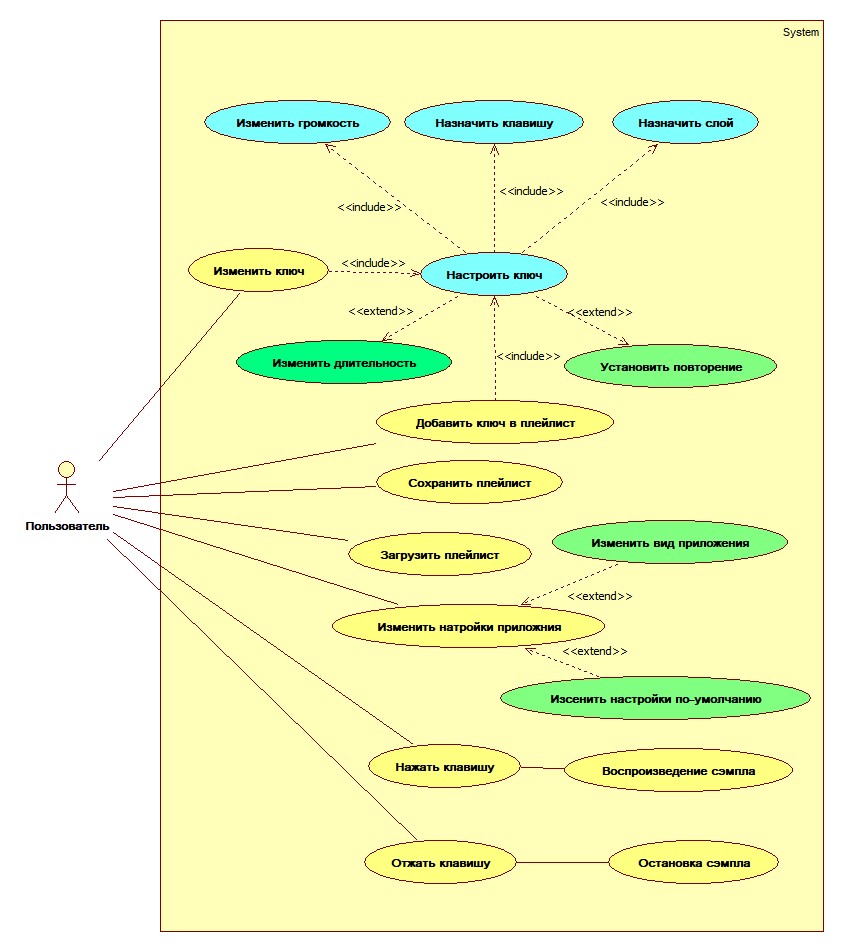 System
Изменить громкость
Назначить клавишу
Назначить слой
<<include>>
<<include>>
<<include>>
Изменить ключ
<<include>>
Настроить ключ
<<extend>>
<<extend>>
Изменить длительность
<<include>>
Установить повторение
Добавить ключ в плейлист
Сохранить плейлист
Пользователь
Загрузить плейлист
Изменить вид приложения
<<extend>>
Изменить натройки приложния
<<extend>>
Изсенить настройки по-умолчанию
Нажать клавишу
Воспроизведение сэмпла
Отжать клавишу
Остановка сэмпла